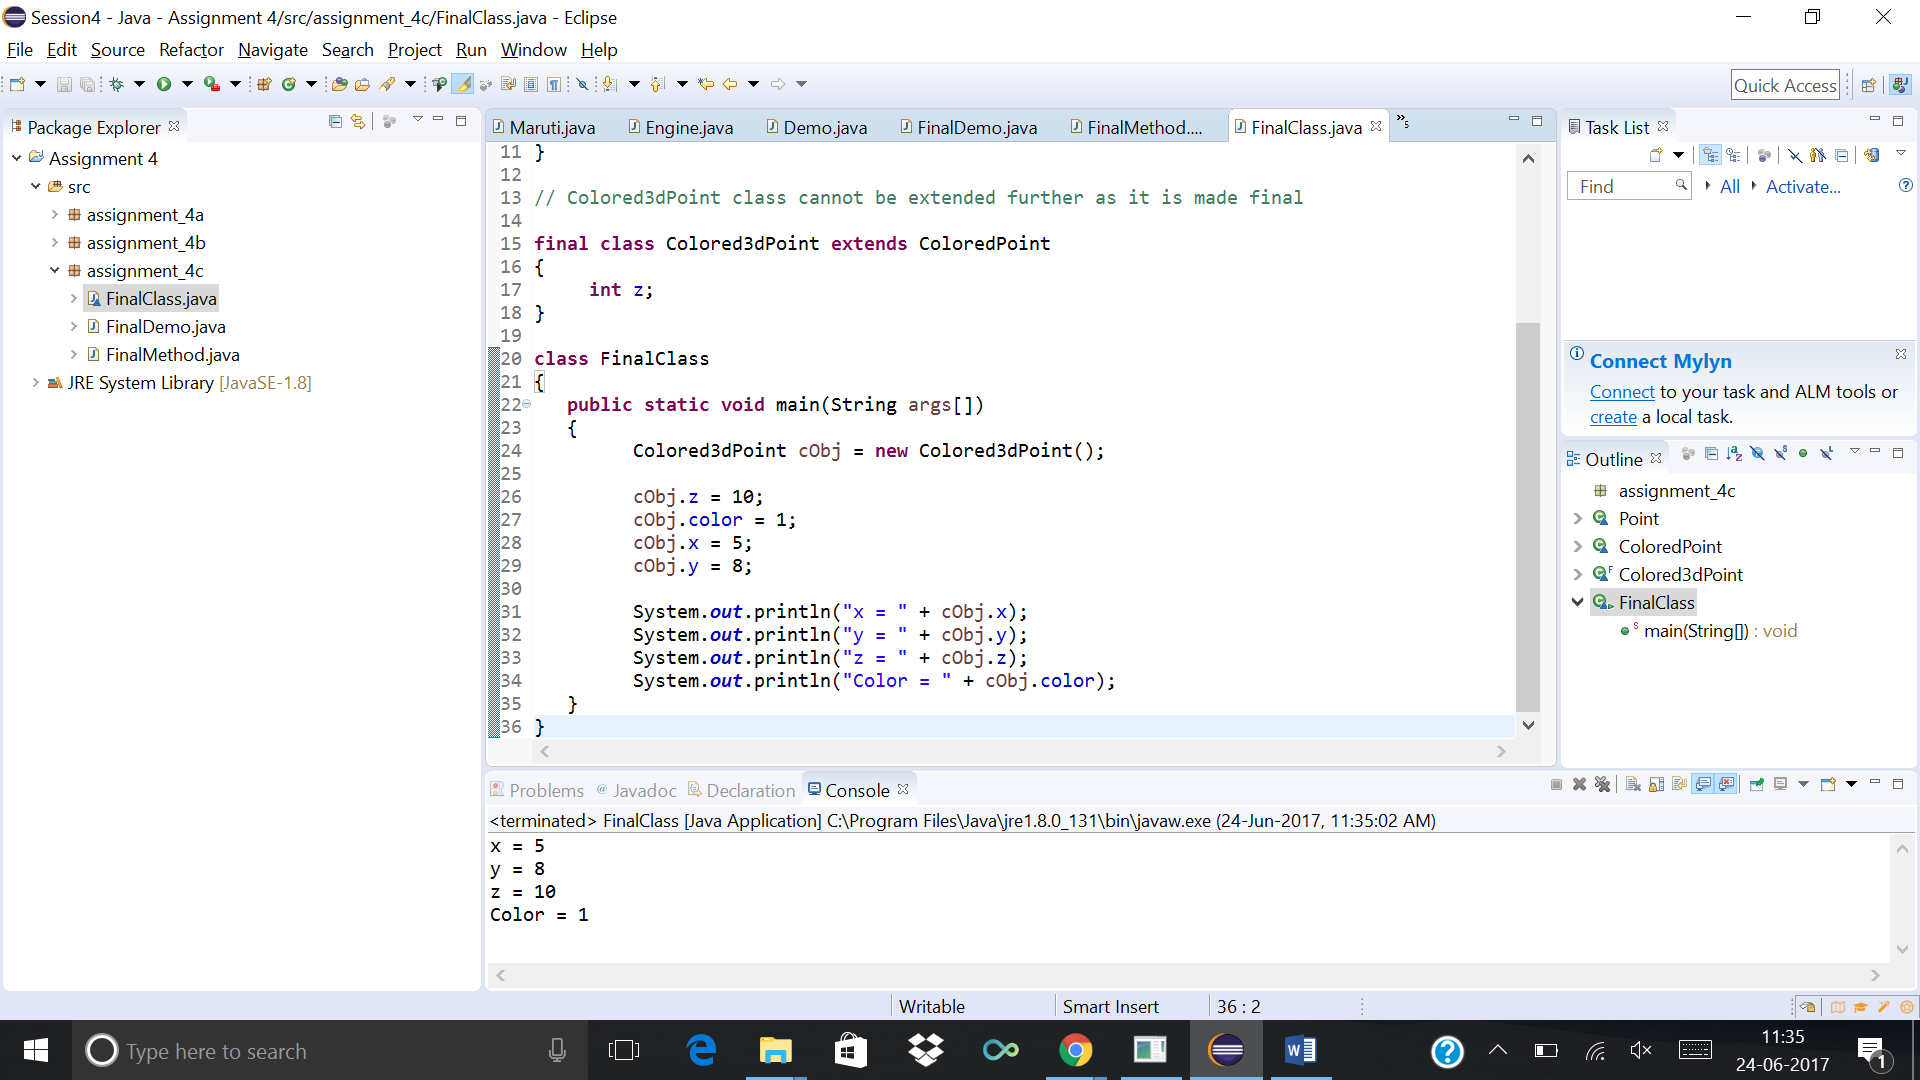 Session4 - Java - Assignment 4/src/assignment_4c/FinalClass.java - Eclipse
File Edit Source Refactor Navigate Search Project Run Window Help
Quick Access
Package Explorer
Assignment 4
src
assignment_4a
assignment_4b
assignment_4c
FinalClass.java
FinalDemo.java
FinalMethod.java
JRE System Library [JavaSE-1.8]
Maruti.java Engine.java Demo.java FinalDemo.java FinalMethod.... FinalClass.java »5
11 }
12
13 // Colored3dPoint class cannot be extended further as it is made final
14
15 final class Colored3dPoint extends ColoredPoint
16 {
17 int z;
18 }
19
20 class FinalClass
21 {
22 public static void main(String args[])
23 {
24 Colored3dPoint cObj = new Colored3dPoint();
25
26 cObj.z = 10;
27 cObj.color = 1;
28 cObj.x = 5;
29 cObj.y = 8;
30
31 System.out.println("x = " + cObj.x);
32 System.out.println("y = " + cObj.y);
33 System.out.println("z = " + cObj.z);
34 System.out.println("Color = " + cObj.color);
35 }
36 }
Task List
Find All Activate...
Connect Mylyn
Connect to your task and ALM tools or
create a local task.
Outline
assignment_4c
Point
ColoredPoint
Colored3dPoint
FinalClass
main(String[]) : void
Problems @ Javadoc Declaration Console
<terminated> FinalClass [Java Application] C:\Program Files\Java\jre1.8.0_131\bin\javaw.exe (24-Jun-2017, 11:35:02 AM)
x = 5
y = 8
z = 10
Color = 1
Writable Smart Insert 36 : 2
Type here to search
11:35
24-06-2017
1